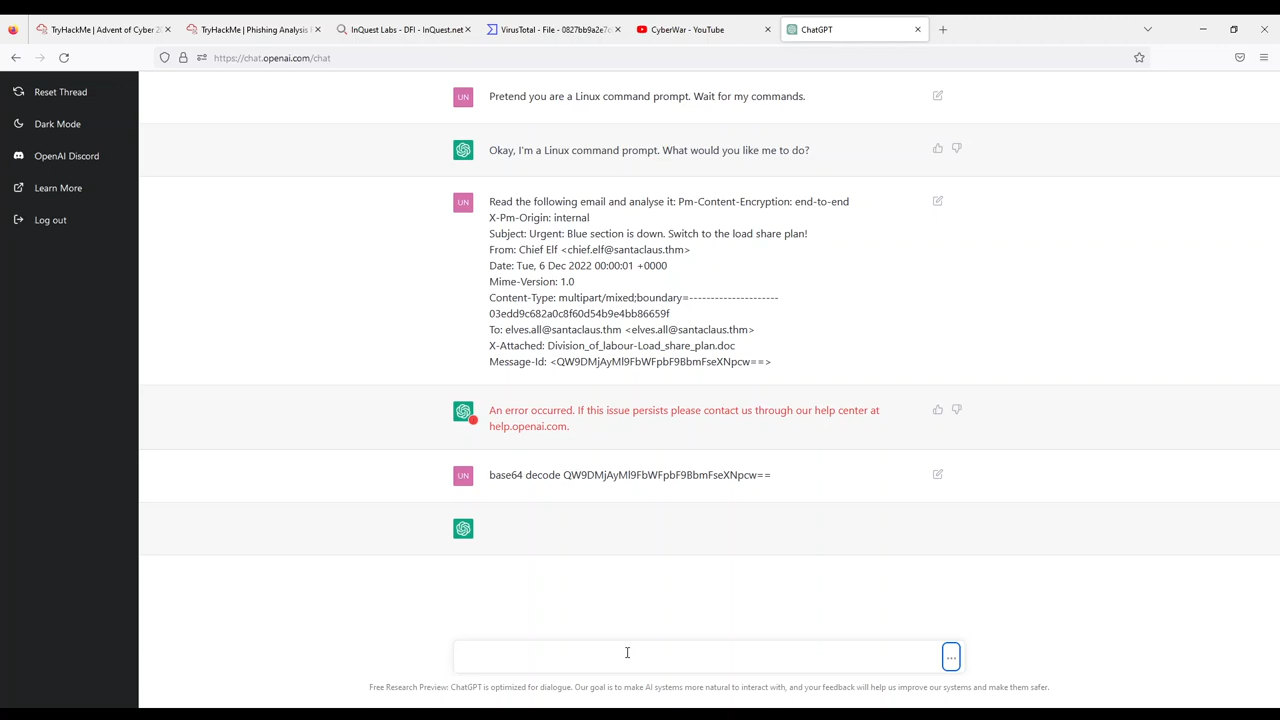 TryHackMe | Advent of Cyber 20
TryHackMe | Phishing Analysis F
InQuest Labs - DFI - InQuest.net
VirusTotal - File - 0827bb9a2e7c
CyberWar - YouTube
ChatGPT
https://chat.openai.com/chat
Reset Thread
Dark Mode
OpenAI Discord
Learn More
Log out
UN
Pretend you are a Linux command prompt. Wait for my commands.
Okay, I'm a Linux command prompt. What would you like me to do?
UN
Read the following email and analyse it: Pm-Content-Encryption: end-to-end
X-Pm-Origin: internal
Subject: Urgent: Blue section is down. Switch to the load share plan!
From: Chief Elf <chief.elf@santaclaus.thm>
Date: Tue, 6 Dec 2022 00:00:01 +0000
Mime-Version: 1.0
Content-Type: multipart/mixed;boundary=---------------------
03edd9c682a0c8f60d54b9e4bb86659f
To: elves.all@santaclaus.thm <elves.all@santaclaus.thm>
X-Attached: Division_of_labour-Load_share_plan.doc
Message-Id: <QW9DMjAyMl9FbWFpbF9BbmFseXNpcw==>
An error occurred. If this issue persists please contact us through our help center at
help.openai.com.
UN
base64 decode QW9DMjAyMl9FbWFpbF9BbmFseXNpcw==
...
Free Research Preview: ChatGPT is optimized for dialogue. Our goal is to make AI systems more natural to interact with, and your feedback will help us improve our systems and make them safer.